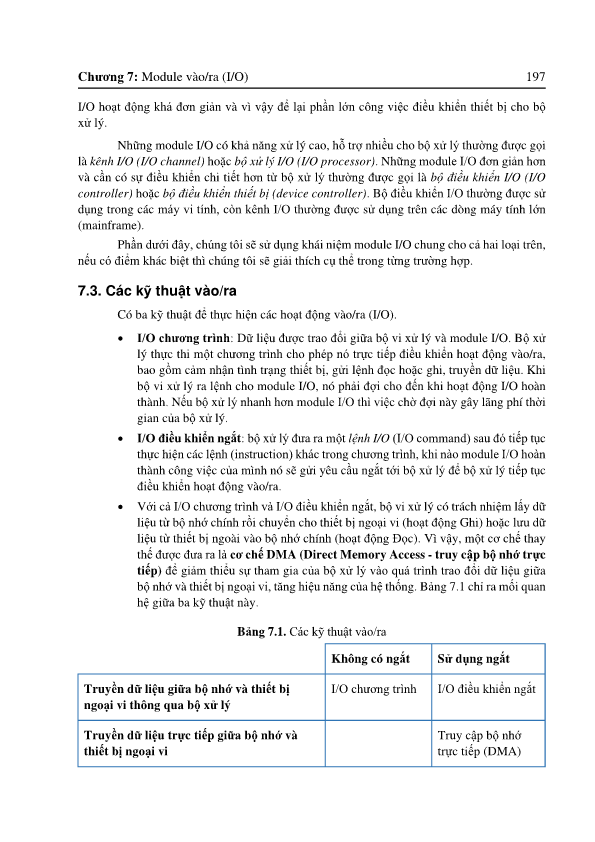 Chương 7: Module vào/ra (I/O) 197
I/O hoạt động khá đơn giản và vì vậy để lại phần lớn công việc điều khiển thiết bị cho bộ
xử lý.
Những module I/O có khả năng xử lý cao, hỗ trợ nhiều cho bộ xử lý thường được gọi
là kênh I/O (I/O channel) hoặc bộ xử lý I/O (I/O processor). Những module I/O đơn giản hơn
và cần có sự điều khiển chi tiết hơn từ bộ xử lý thường được gọi là bộ điều khiển I/O (I/O
controller) hoặc bộ điều khiển thiết bị (device controller). Bộ điều khiển I/O thường được sử
dụng trong các máy vi tính, còn kênh I/O thường được sử dụng trên các dòng máy tính lớn
(mainframe).
Phần dưới đây, chúng tôi sẽ sử dụng khái niệm module I/O chung cho cả hai loại trên,
nếu có điểm khác biệt thì chúng tôi sẽ giải thích cụ thể trong từng trường hợp.
7.3. Các kỹ thuật vào/ra
Có ba kỹ thuật để thực hiện các hoạt động vào/ra (I/O).
• I/O chương trình: Dữ liệu được trao đổi giữa bộ vi xử lý và module I/O. Bộ xử
lý thực thi một chương trình cho phép nó trực tiếp điều khiển hoạt động vào/ra,
bao gồm cảm nhận tình trạng thiết bị, gửi lệnh đọc hoặc ghi, truyền dữ liệu. Khi
bộ vi xử lý ra lệnh cho module I/O, nó phải đợi cho đến khi hoạt động I/O hoàn
thành. Nếu bộ xử lý nhanh hơn module I/O thì việc chờ đợi này gây lãng phí thời
gian của bộ xử lý.
• I/O điều khiển ngắt: bộ xử lý đưa ra một lệnh I/O (I/O command) sau đó tiếp tục
thực hiện các lệnh (instruction) khác trong chương trình, khi nào module I/O hoàn
thành công việc của mình nó sẽ gửi yêu cầu ngắt tới bộ xử lý để bộ xử lý tiếp tục
điều khiển hoạt động vào/ra.
• Với cả I/O chương trình và I/O điều khiển ngắt, bộ vi xử lý có trách nhiệm lấy dữ
liệu từ bộ nhớ chính rồi chuyển cho thiết bị ngoại vi (hoạt động Ghi) hoặc lưu dữ
liệu từ thiết bị ngoài vào bộ nhớ chính (hoạt động Đọc). Vì vậy, một cơ chế thay
thế được đưa ra là cơ chế DMA (Direct Memory Access - truy cập bộ nhớ trực
tiếp) để giảm thiểu sự tham gia của bộ xử lý vào quá trình trao đổi dữ liệu giữa
bộ nhớ và thiết bị ngoại vi, tăng hiệu năng của hệ thống. Bảng 7.1 chỉ ra mối quan
hệ giữa ba kỹ thuật này.
Bảng 7.1. Các kỹ thuật vào/ra
Không có ngắt Sử dụng ngắt
Truyền dữ liệu giữa bộ nhớ và thiết bị I/O chương trình I/O điều khiển ngắt
ngoại vi thông qua bộ xử lý
Truyền dữ liệu trực tiếp giữa bộ nhớ và Truy cập bộ nhớ
thiết bị ngoại vi trực tiếp (DMA)